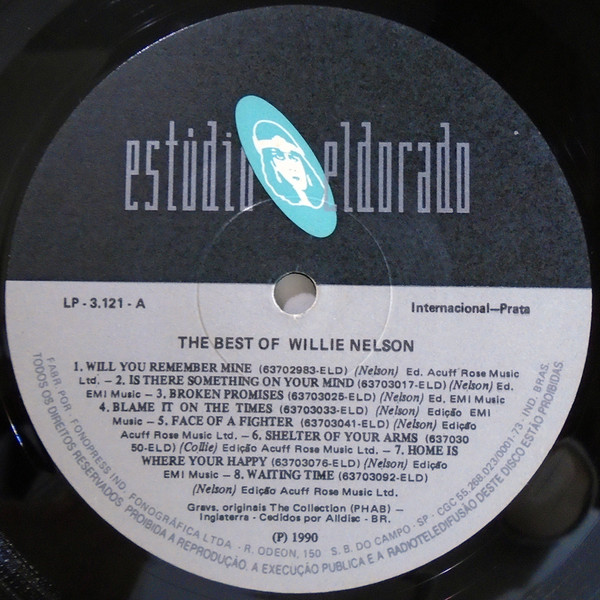 estúdio eldorado
LP - 3.121 - A
Internacional—Prata
THE BEST OF WILLIE NELSON
1. WILL YOU REMEMBER MINE (63702983-ELD) (Nelson) Ed. Acuff Rose Music
Ltd. — 2. IS THERE SOMETHING ON YOUR MIND (63703017-ELD) (Nelson) Ed.
EMI Music — 3. BROKEN PROMISES (63703025-ELD) (Nelson) Ed. EMI Music —
4. BLAME IT ON THE TIMES (63703033-ELD) (Nelson) Edição EMI
Music — 5. FACE OF A FIGHTER (63703041-ELD) (Nelson) Edição
Acuff Rose Music Ltd. — 6. SHELTER OF YOUR ARMS (637030
50-ELD) (Collie) Edição Acuff Rose Music Ltd. — 7. HOME IS
WHERE YOUR HAPPY (63703076-ELD) (Nelson) Edição
EMI Music — 8. WAITING TIME (63703092-ELD)
(Nelson) Edição Acuff Rose Music Ltd.
Gravs. originais The Collection (PHAB) —
Inglaterra - Cedidos por Alldisc - BR.
(P) 1990
FABR. POR - FONOPRESS IND. FONOGRÁFICA LTDA - R. ODEON, 150 S. B. DO CAMPO - SP - CGC 55.268.023/0001-73 - IND. BRAS.
TODOS OS DIREITOS RESERVADOS PROIBIDA A REPRODUÇÃO. A EXECUÇÃO PUBLICA E A RADIOTELEDIFUSÃO DESTE DISCO ESTÃO PROIBIDAS